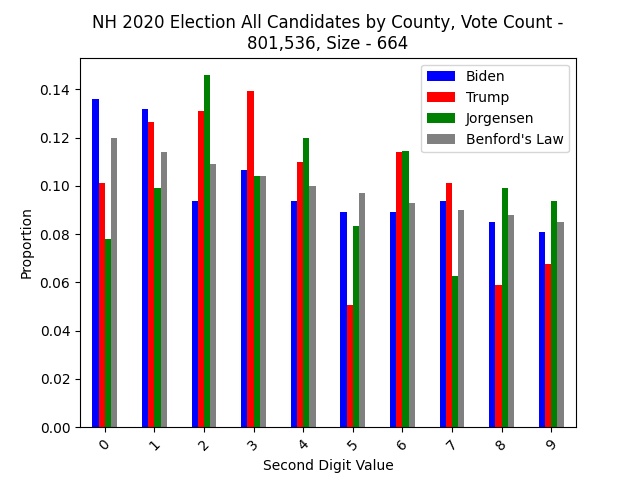 NH 2020 Election All Candidates by County, Vote Count -
801,536, Size - 664
Biden
Trump
Jorgensen
Benford's Law
0.14
0.12
0.10
0.08
0.06
0.04
0.02
0.00
Proportion
0
1
2
3
4
5
6
7
8
9
Second Digit Value